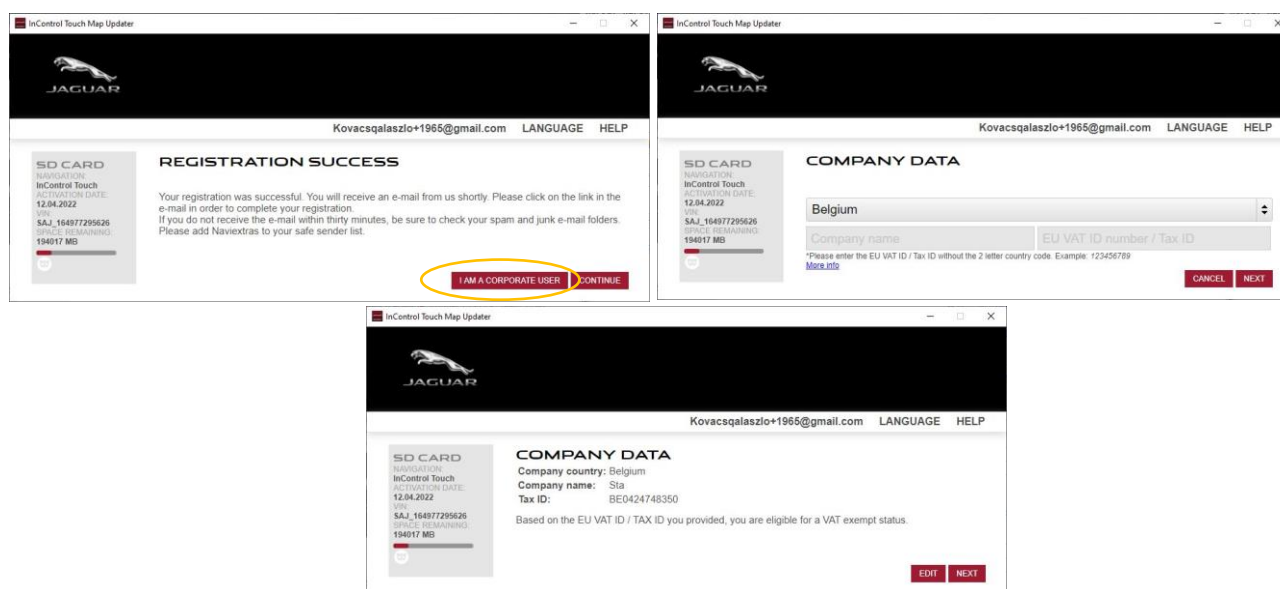 InControl Touch Map Updater
JAGUAR
Kovacsqalaszlo+1965@gmail.com LANGUAGE HELP
SD CARD
NAVIGATION:
InControl Touch
ACTIVATION DATE:
12.04.2022
VIN:
SAJ_164977295626
SPACE REMAINING:
194017 MB
REGISTRATION SUCCESS
Your registration was successful. You will receive an e-mail from us shortly. Please click on the link in the
e-mail in order to complete your registration.
If you do not receive the e-mail within thirty minutes, be sure to check your spam and junk e-mail folders.
Please add Naviextras to your safe sender list.
I AM A CORPORATE USER CONTINUE
InControl Touch Map Updater
JAGUAR
Kovacsqalaszlo+1965@gmail.com LANGUAGE HELP
SD CARD
NAVIGATION:
InControl Touch
ACTIVATION DATE:
12.04.2022
VIN:
SAJ_164977295626
SPACE REMAINING:
194017 MB
COMPANY DATA
Belgium
Company name EU VAT ID number / Tax ID
*Please enter the EU VAT ID / Tax ID without the 2 letter country code. Example: 123456789
More info
CANCEL NEXT
InControl Touch Map Updater
JAGUAR
Kovacsqalaszlo+1965@gmail.com LANGUAGE HELP
SD CARD
NAVIGATION:
InControl Touch
ACTIVATION DATE:
12.04.2022
VIN:
SAJ_164977295626
SPACE REMAINING:
194017 MB
COMPANY DATA
Company country: Belgium
Company name: Sta
Tax ID: BE0424748350
Based on the EU VAT ID / TAX ID you provided, you are eligible for a VAT exempt status.
EDIT NEXT